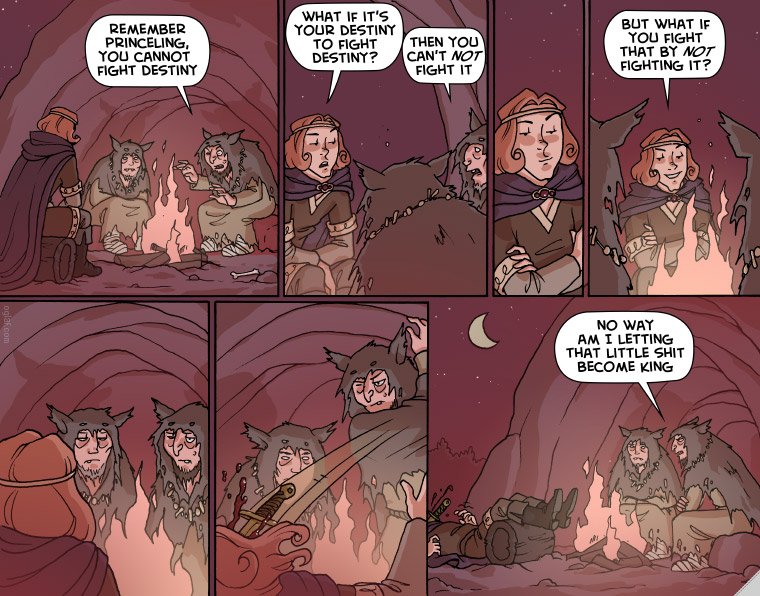 REMEMBER
PRINCELING,
YOU CANNOT
FIGHT DESTINY
WHAT IF IT'S
YOUR DESTINY
TO FIGHT
DESTINY?
THEN YOU
CAN'T NOT
FIGHT IT
BUT WHAT IF
YOU FIGHT
THAT BY NOT
FIGHTING IT?
oglaf.com
NO WAY
AM I LETTING
THAT LITTLE SHIT
BECOME KING